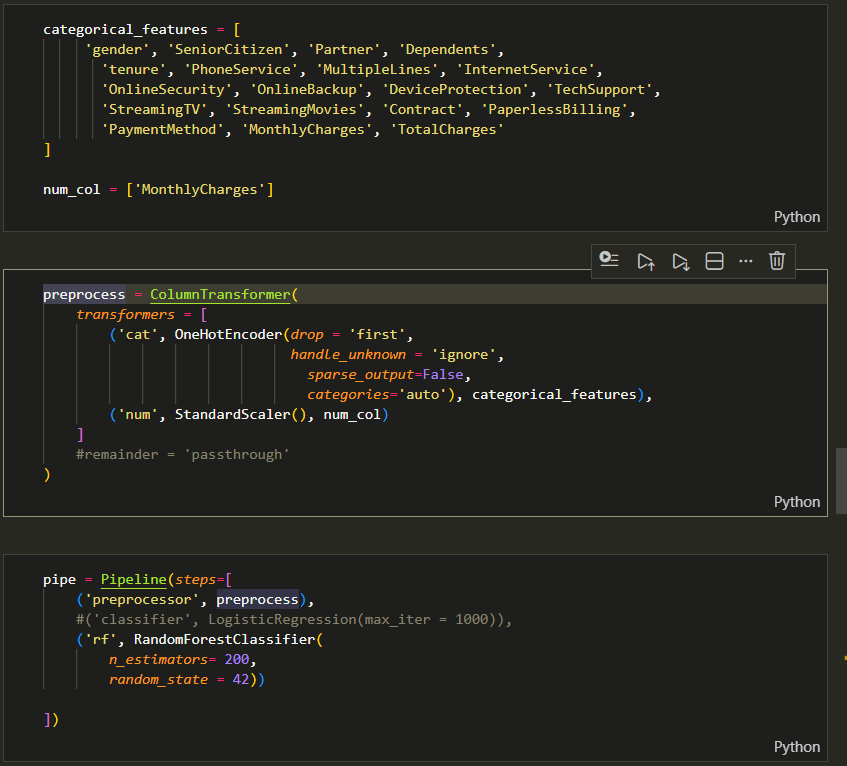 categorical_features = [
'gender', 'SeniorCitizen', 'Partner', 'Dependents',
'tenure', 'PhoneService', 'MultipleLines', 'InternetService',
'OnlineSecurity', 'OnlineBackup', 'DeviceProtection', 'TechSupport',
'StreamingTV', 'StreamingMovies', 'Contract', 'PaperlessBilling',
'PaymentMethod', 'MonthlyCharges', 'TotalCharges'
]
num_col = ['MonthlyCharges']
Python
preprocess = ColumnTransformer(
transformers = [
('cat', OneHotEncoder(drop = 'first',
handle_unknown = 'ignore',
sparse_output=False,
categories='auto'), categorical_features),
('num', StandardScaler(), num_col)
]
#remainder = 'passthrough'
)
Python
pipe = Pipeline(steps=[
('preprocessor', preprocess),
#('classifier', LogisticRegression(max_iter = 1000)),
('rf', RandomForestClassifier(
n_estimators= 200,
random_state = 42))
])
Python